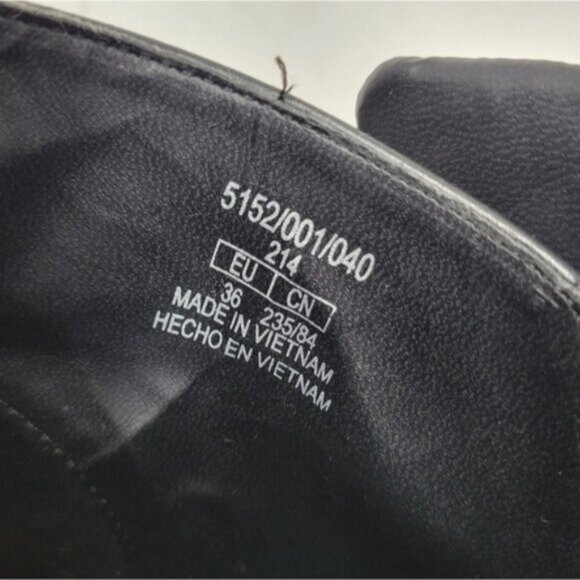 5152/001/040
214
EU CN
36 235/84
MADE IN VIETNAM
HECHO EN VIETNAM